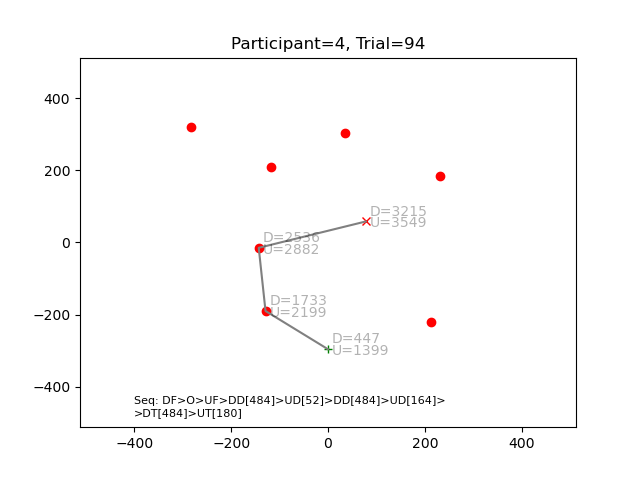 Participant=4, Trial=94
400
200
0
−200
−400
D=3215
U=3549
D=2536
U=2882
D=1733
U=2199
D=447
U=1399
Seq: DF>O>UF>DD[484]>UD[52]>DD[484]>UD[164]>
>DT[484]>UT[180]
−400 −200 0 200 400